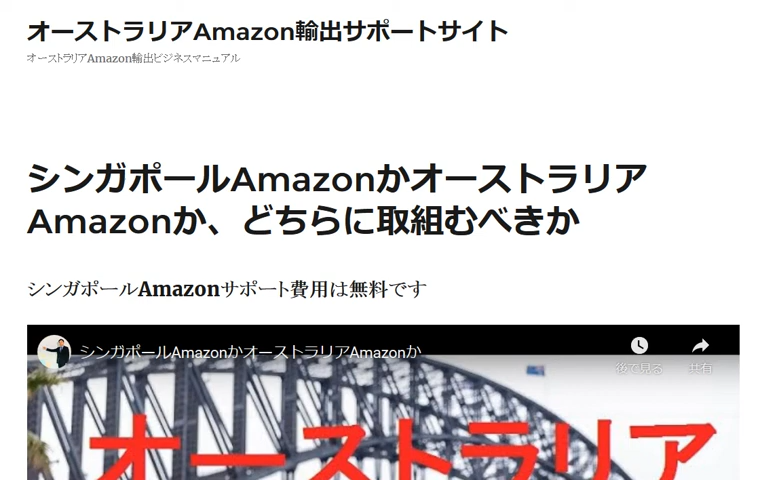 オーストラリアAmazon輸出サポートサイト
オーストラリアAmazon輸出ビジネスマニュアル
シンガポールAmazonかオーストラリア
Amazonか、どちらに取組むべきか
シンガポールAmazonサポート費用は無料です
シンガポールAmazonかオーストラリアAmazonか
後で見る
共有
オーストラリア